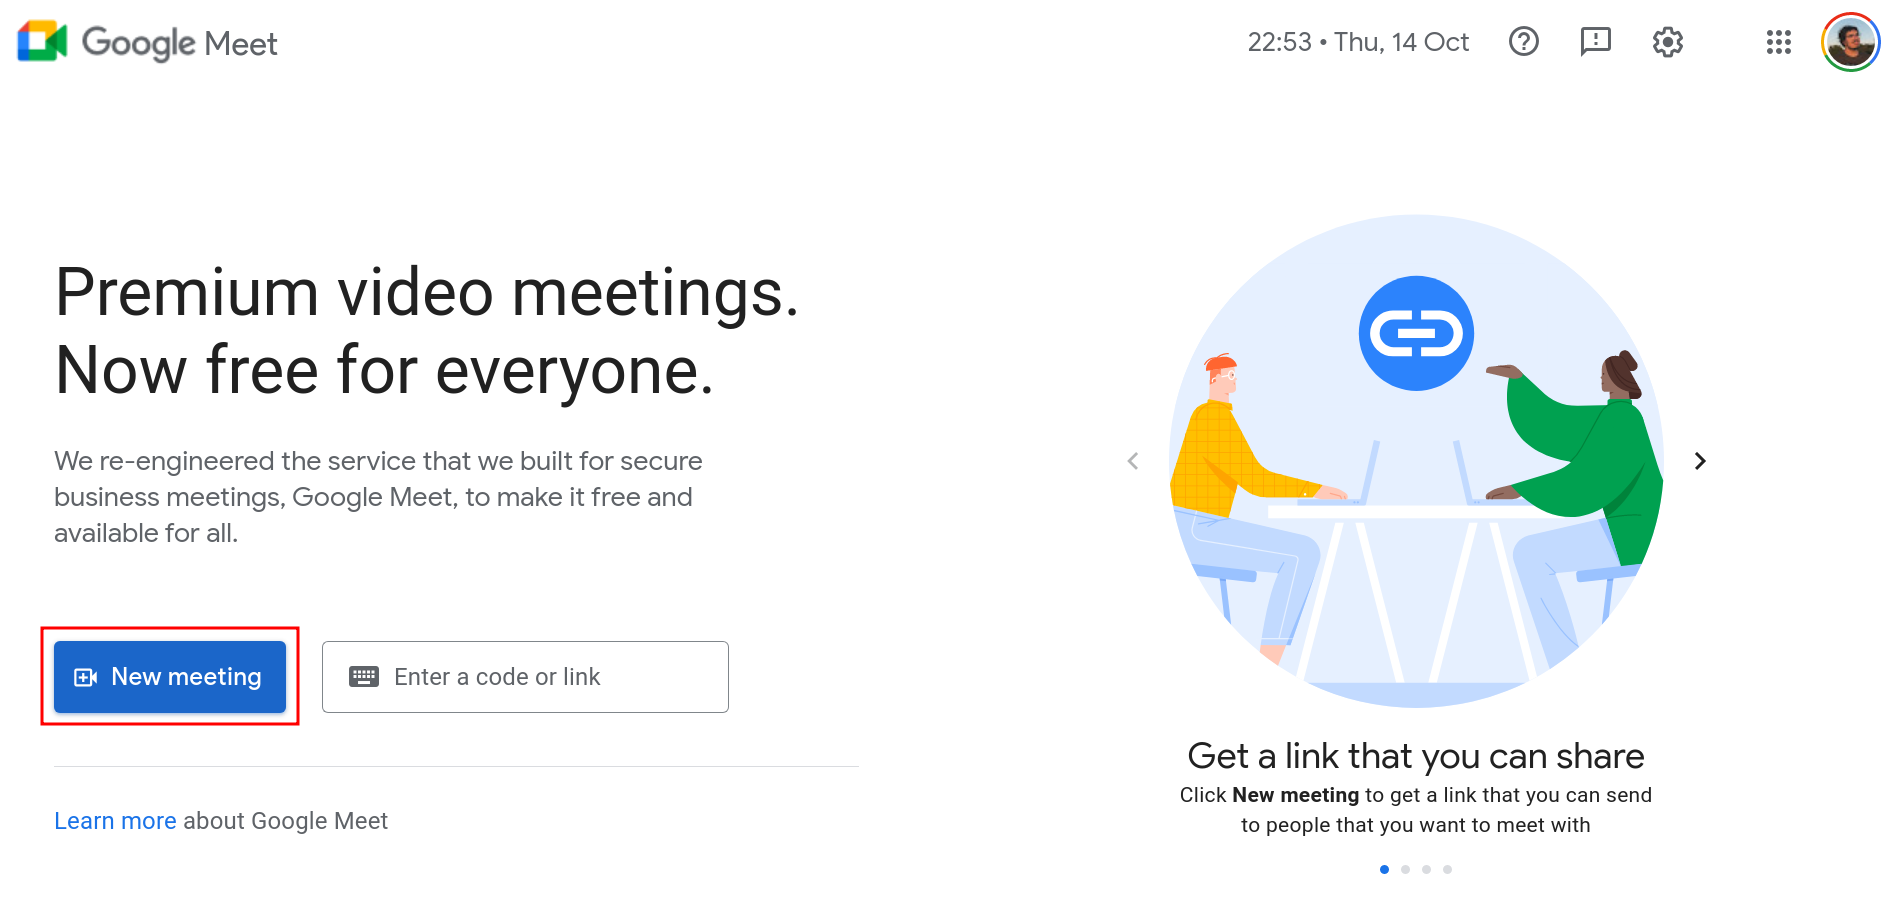 Google Meet
22:53 • Thu, 14 Oct
Premium video meetings.
Now free for everyone.
We re-engineered the service that we built for secure
business meetings, Google Meet, to make it free and
available for all.
New meeting
Enter a code or link
Learn more about Google Meet
Get a link that you can share
Click New meeting to get a link that you can send
to people that you want to meet with